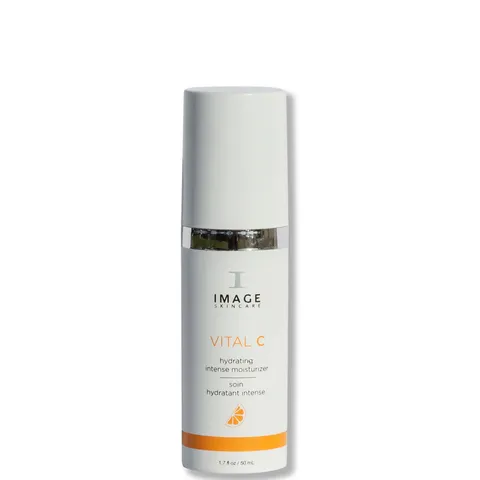 I
IMAGE
SKINCARE
VITAL C
hydrating
intense moisturizer
soin
hydratant intense
1.7 fl oz / 50 mL